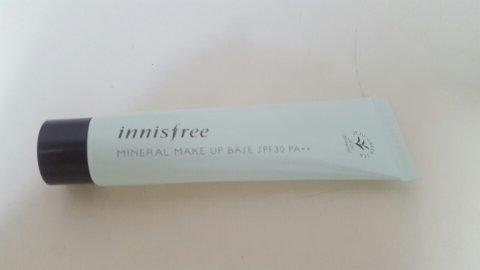 innisfree
MINERAL MAKE UP BASE SPF30 PA++